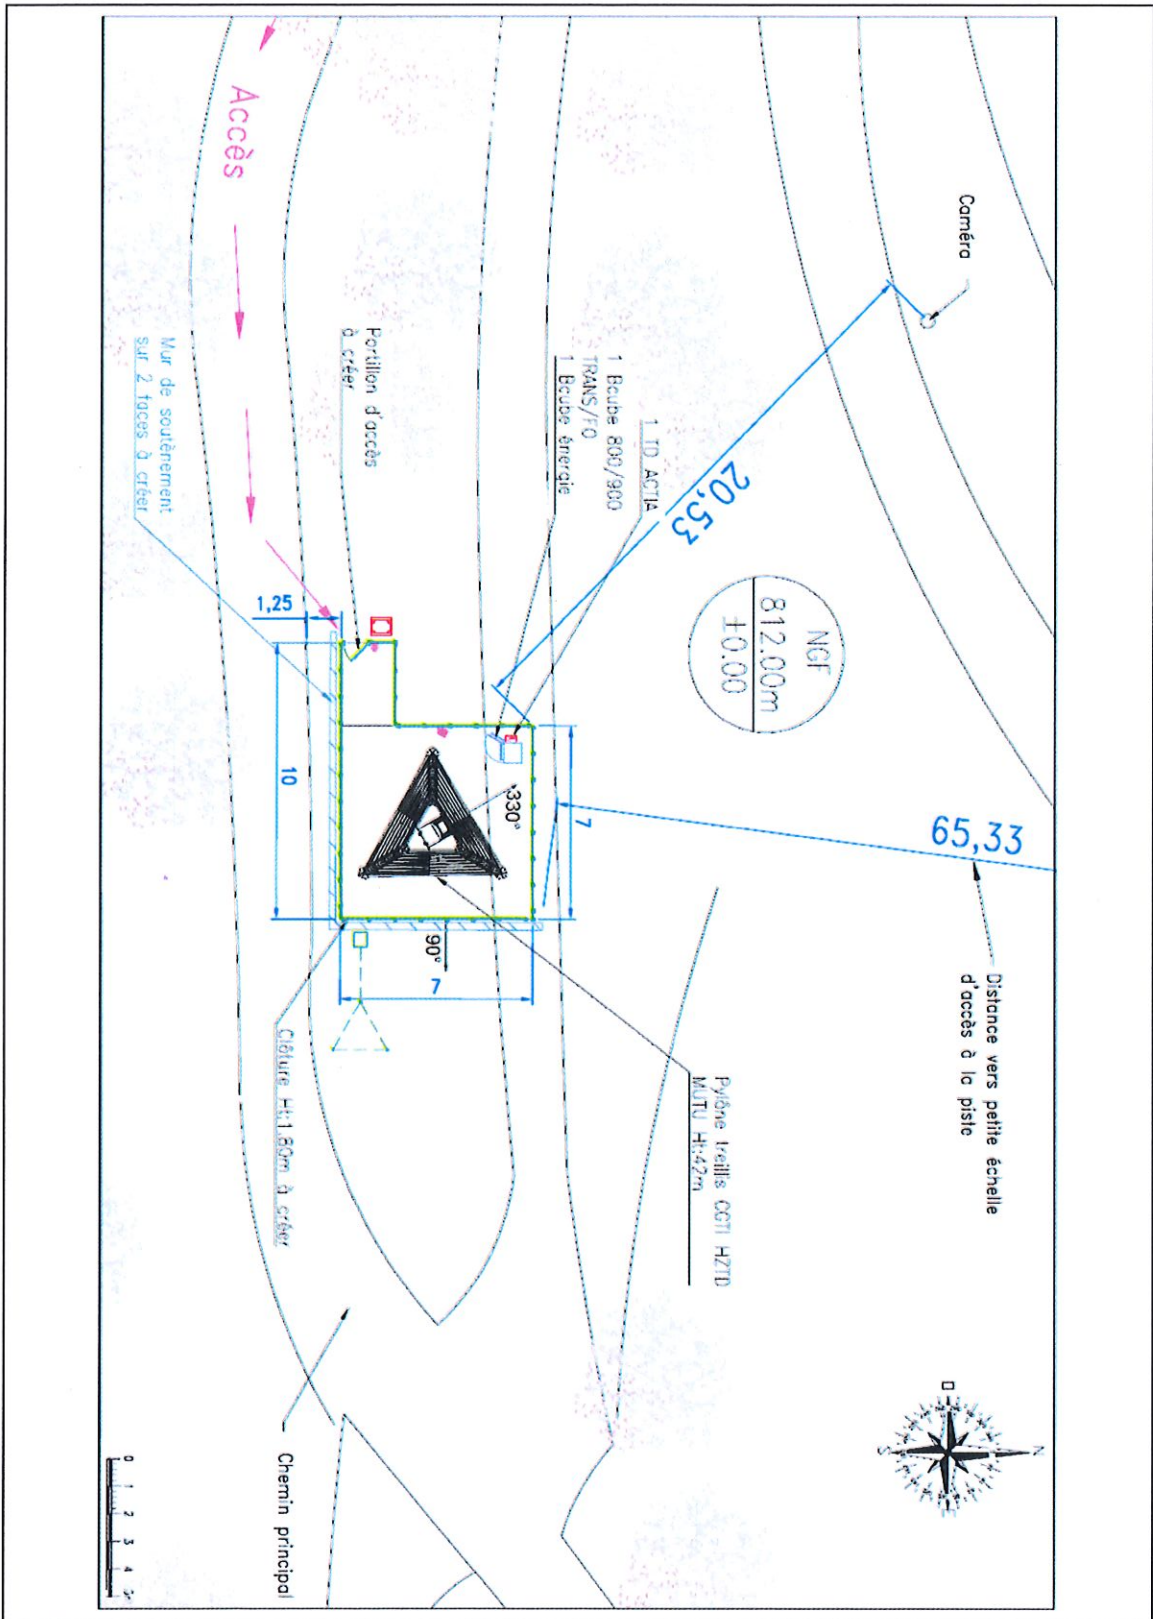 Accès
Caméra
20,53
NGF
812.00m
±0.00
65,33
Distance vers petite échelle
d'accès à la piste
1 TD ACTIA
1 Bcube 800/900
TRANS/FO
1 Bcube énergie
Portillon d'accès
à créer
Mur de soutènement
sur 2 faces à créer
1,25
10
7
330°
90°
7
Pylône treillis CGTI HZTD
MUTU Ht:42m
Clôture Ht:1.80m à créer
Chemin principal
N
O
S
E
0 1 2 3 4 5